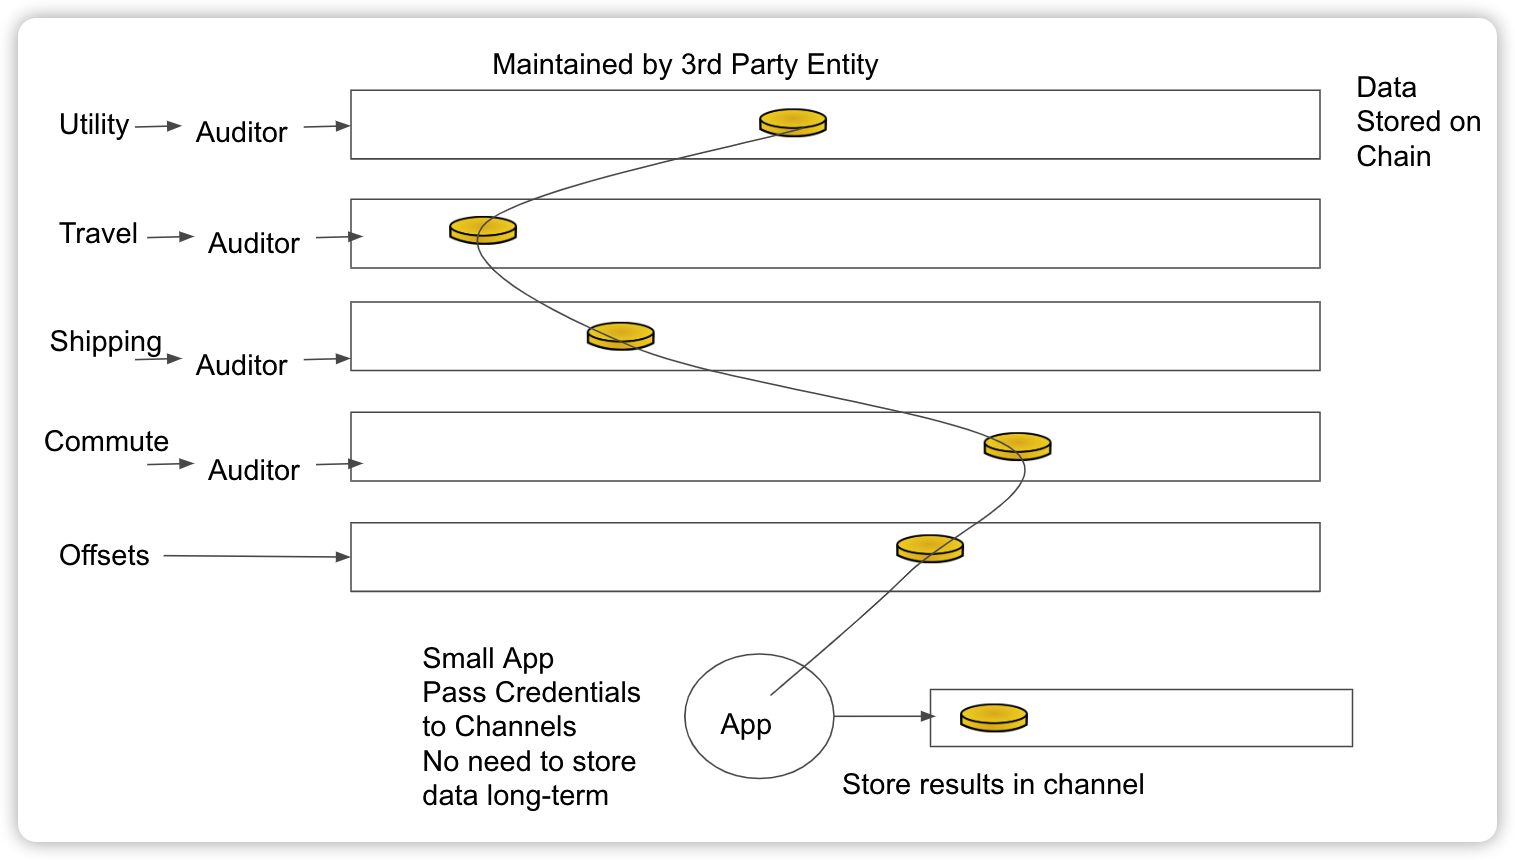 Maintained by 3rd Party Entity
Data
Stored on
Chain
Utility
Auditor
Travel
Auditor
Shipping
Auditor
Commute
Auditor
Offsets
Small App
Pass Credentials
to Channels
No need to store
data long-term
App
Store results in channel